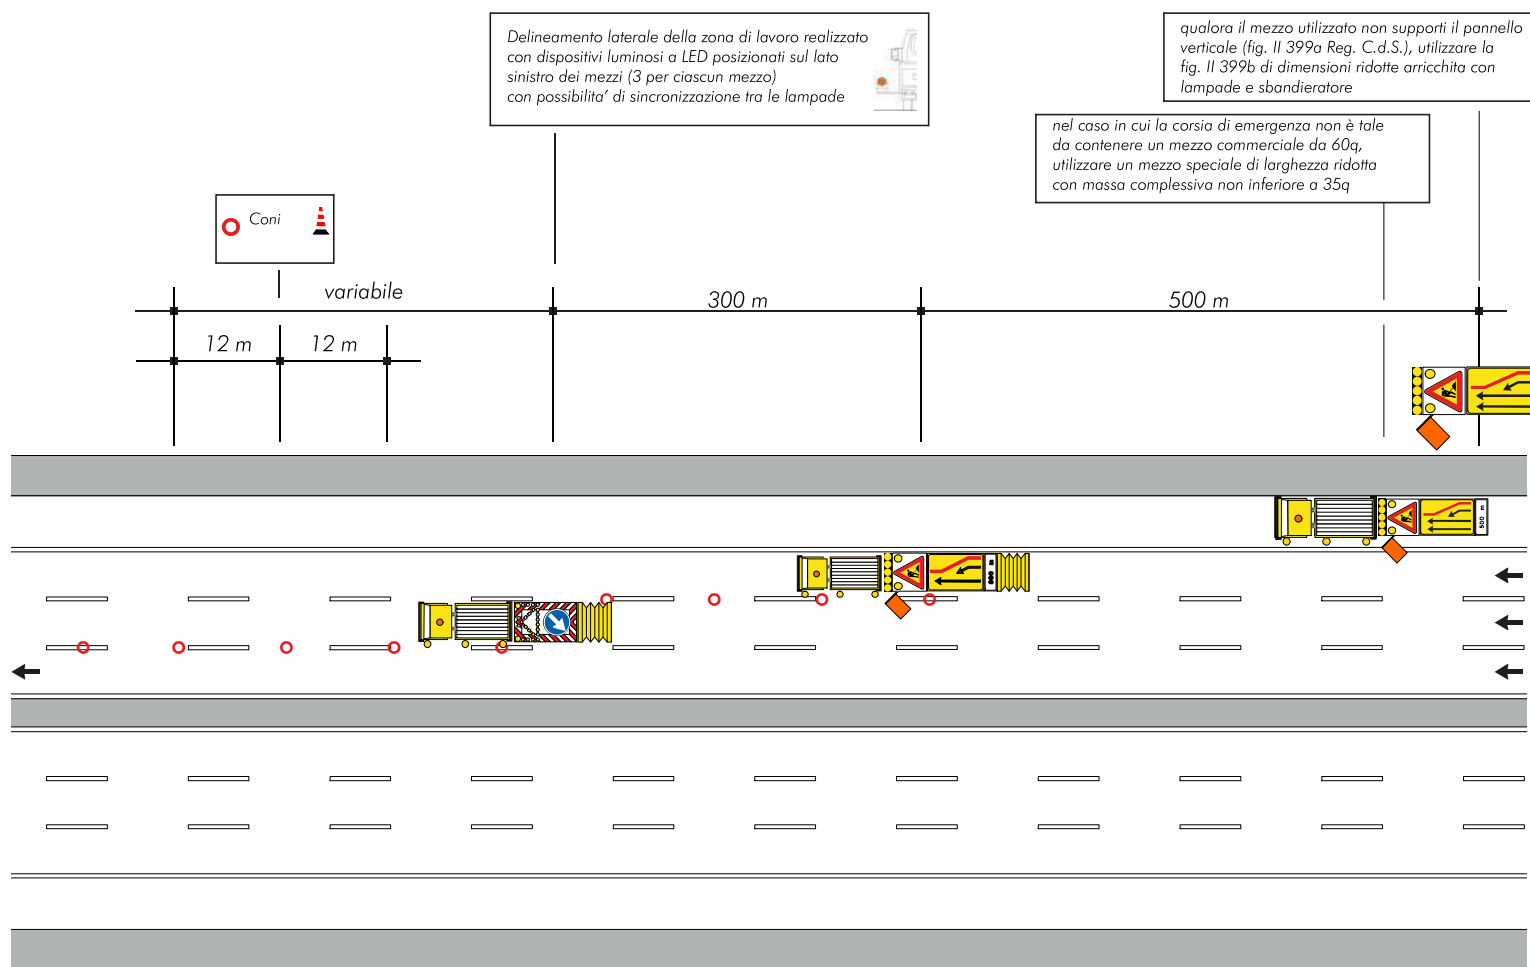 Delineamento laterale della zona di lavoro realizzato
con dispositivi luminosi a LED posizionati sul lato
sinistro dei mezzi (3 per ciascun mezzo)
con possibilita’ di sincronizzazione tra le lampade
qualora il mezzo utilizzato non supporti il pannello
verticale (fig. II 399a Reg. C.d.S.), utilizzare la
fig. II 399b di dimensioni ridotte arricchita con
lampade e sbandieratore
nel caso in cui la corsia di emergenza non è tale
da contenere un mezzo commerciale da 60q,
utilizzare un mezzo speciale di larghezza ridotta
con massa complessiva non inferiore a 35q
Coni
variabile
300 m
500 m
12 m
12 m
500 m